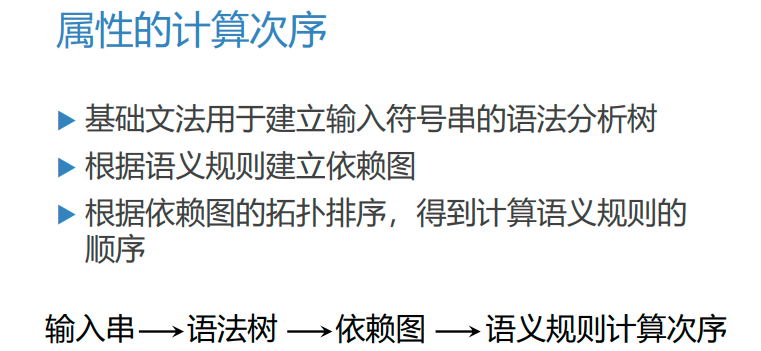 属性的计算次序
▶ 基础文法用于建立输入符号串的语法分析树
▶ 根据语义规则建立依赖图
▶ 根据依赖图的拓扑排序，得到计算语义规则的
顺序
输入串→语法树→依赖图→语义规则计算次序